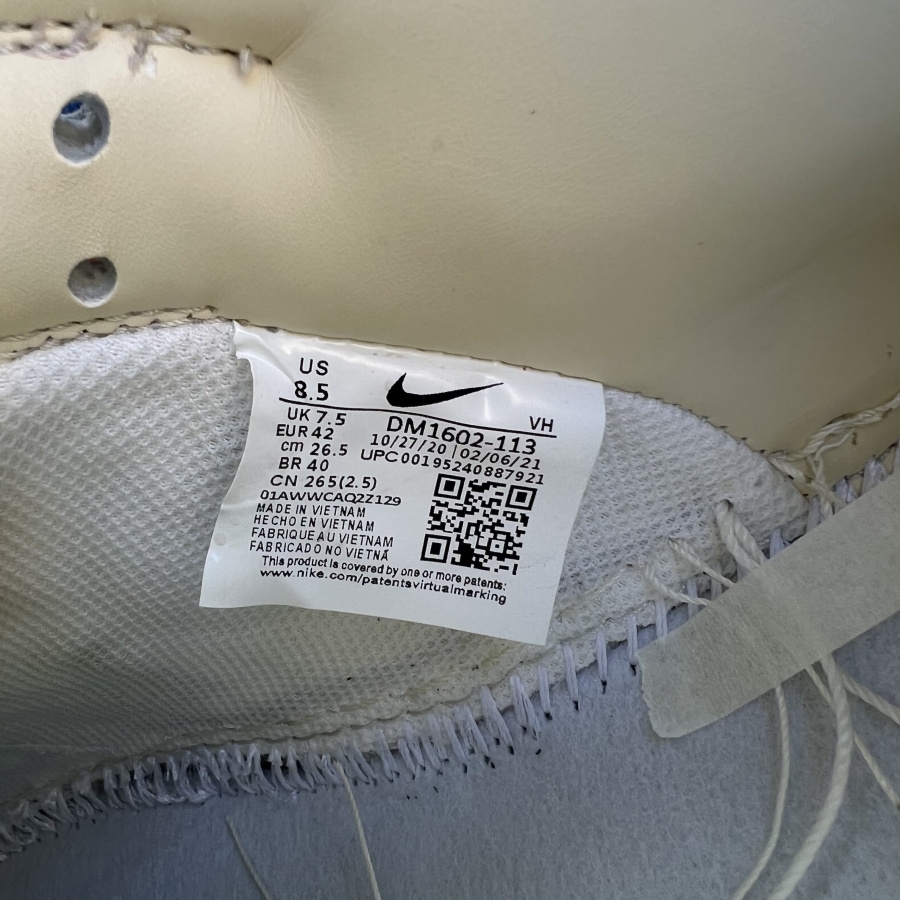 US
8.5
VH
UK 7.5
DM1602-113
EUR 42
10/27/20 | 02/06/21
cm 26.5
UPC00195240887921
BR 40
CN 265(2.5)
01AWWCAQ2Z129
MADE IN VIETNAM
HECHO EN VIETNAM
FABRIQUE AU VIETNAM
FABRICADO NO VIETNÃ
This product is covered by one or more patents:
www.nike.com/patentsvirtualmarking